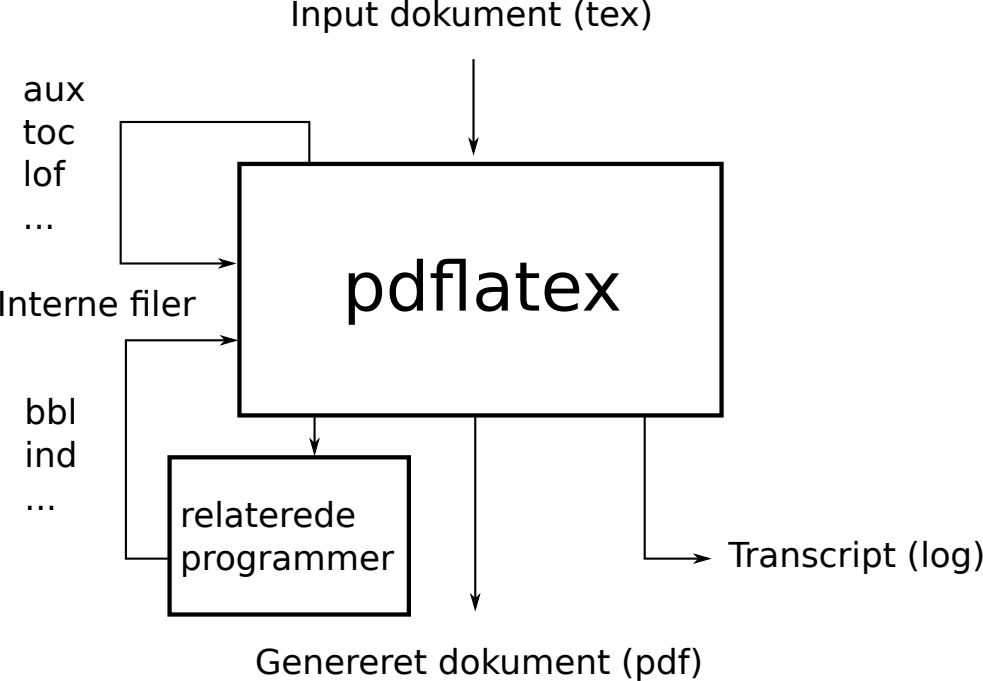 Input dokument (tex)
aux
toc
lof
...
pdflatex
Interne filer
bbl
ind
...
relaterede
programmer
Transcript (log)
Genereret dokument (pdf)